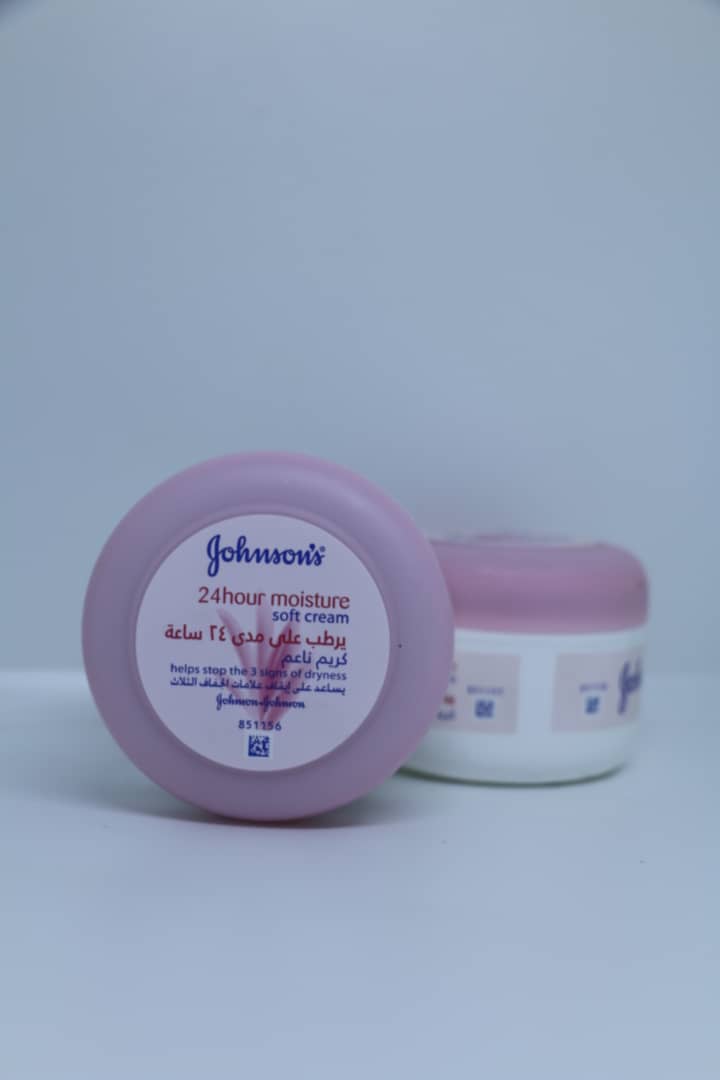 Johnson's®
24hour moisture
soft cream
يرطب على مدى ٢٤ ساعة
كريم ناعم
helps stop the 3 signs of dryness
يساعد على إيقاف علامات الجفاف الثلاث
Johnson & Johnson
851156